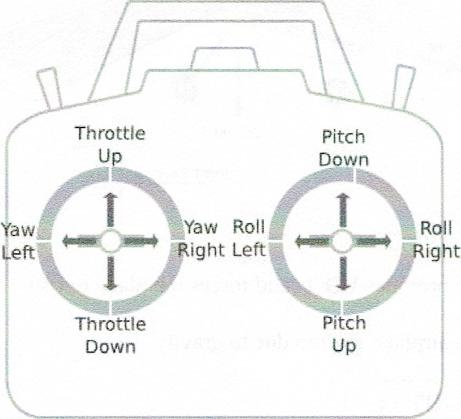 Throttle
Up
Pitch
Down
Yaw
Left
Yaw
Right
Roll
Left
Roll
Right
Throttle
Down
Pitch
Up